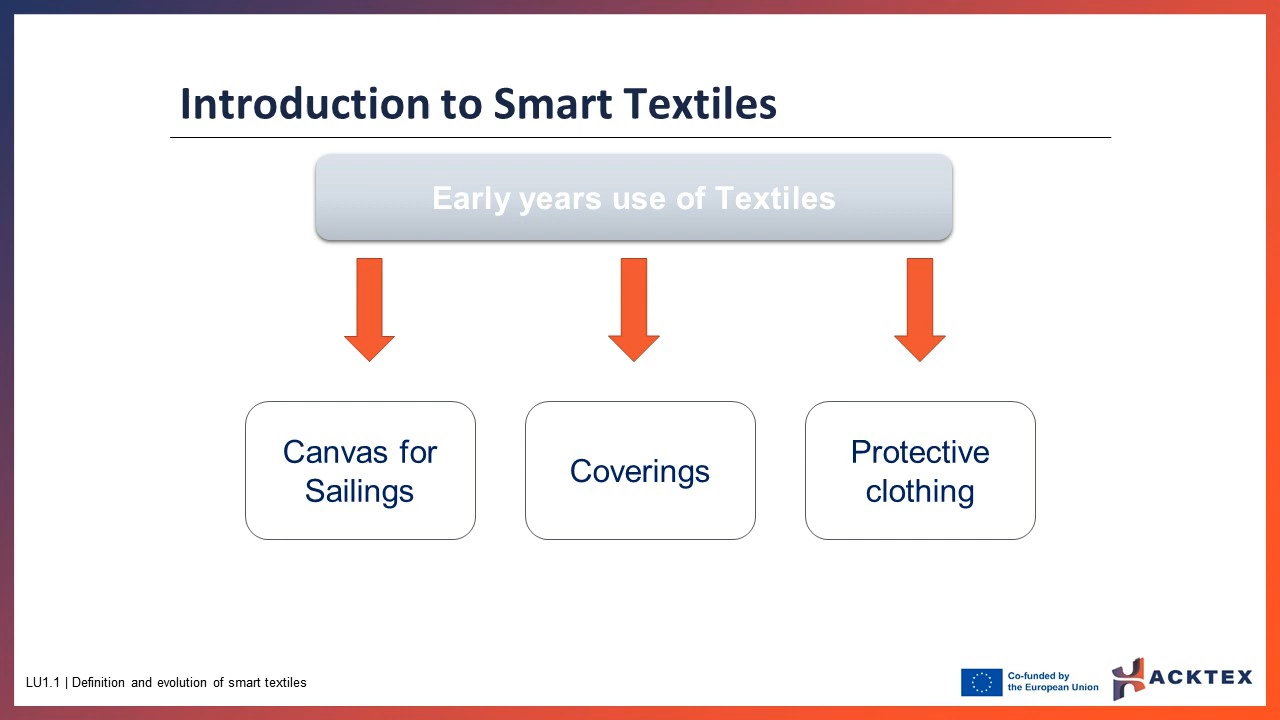 Introduction to Smart Textiles
Early years use of Textiles
Canvas for
Sailings
Coverings
Protective
clothing
LU1.1 | Definition and evolution of smart textiles
Co-funded by
the European Union
HACKTEX